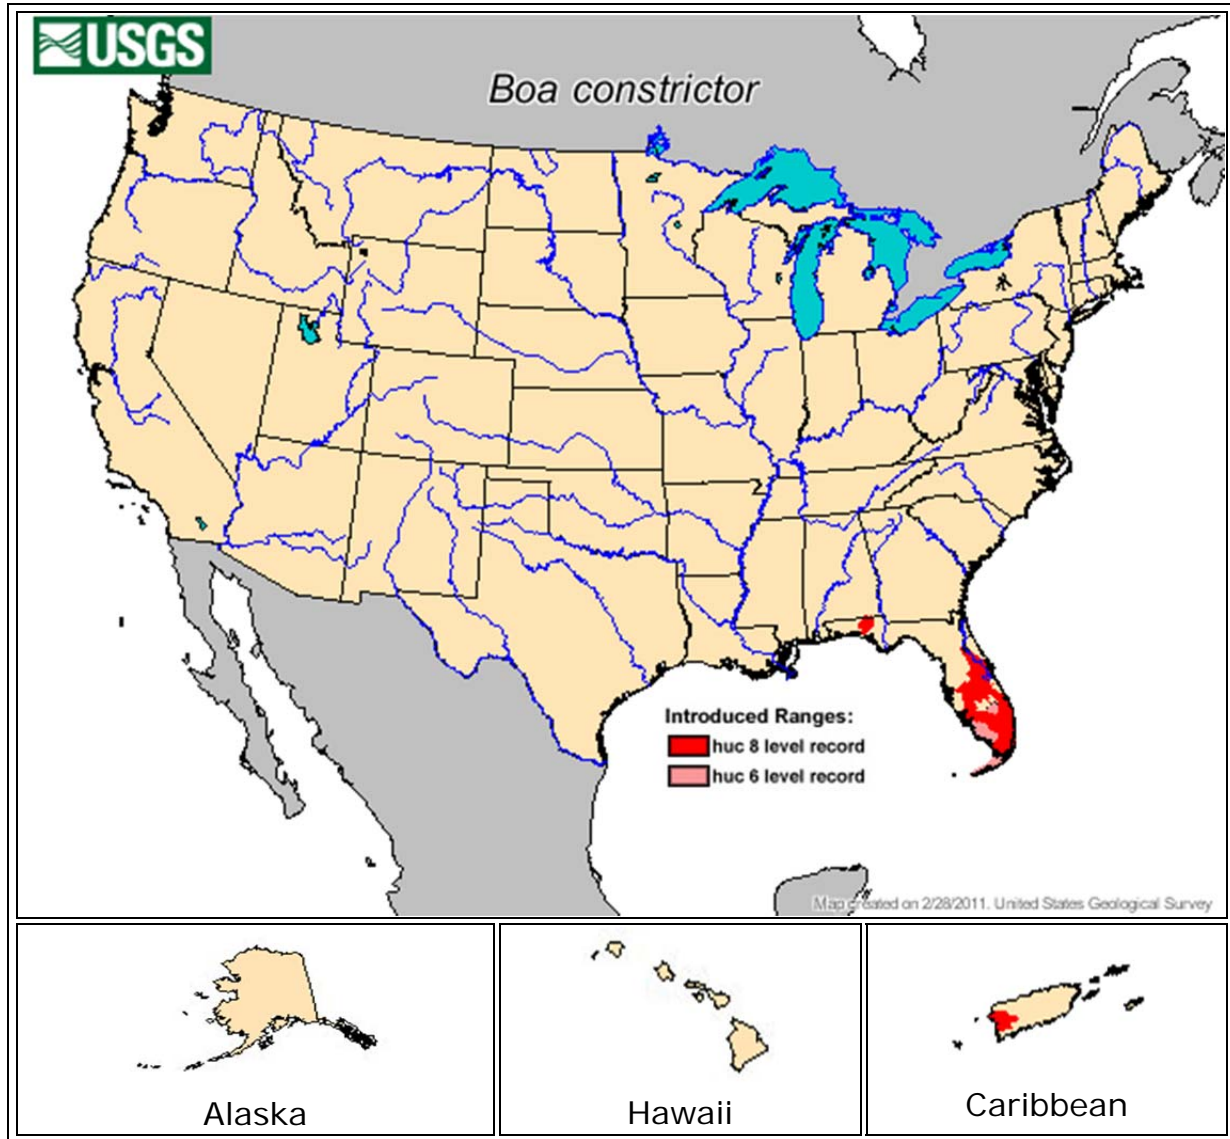 USGS
Boa constrictor
Introduced Ranges:
huc 8 level record
huc 6 level record
Map created on 2/28/2011. United States Geological Survey
Alaska
Hawaii
Caribbean